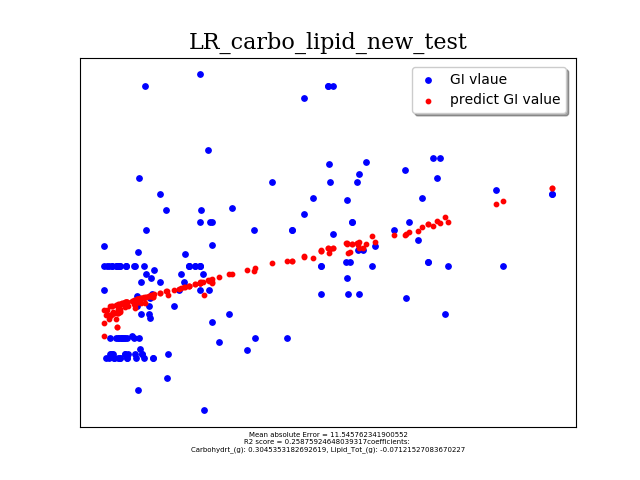 LR_carbo_lipid_new_test
GI vlaue
predict GI value
Mean absolute Error = 11.545762341900552
R2 score = 0.25875924648039317coefficients:
Carbohydrt_(g): 0.3045353182692619, Lipid_Tot_(g): -0.07121527083670227